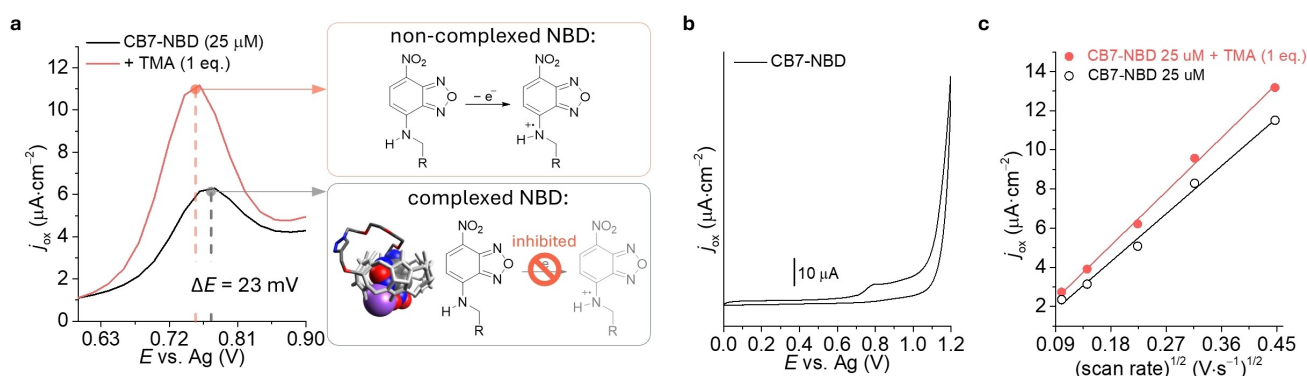 a
CB7-NBD (25 μM)
+ TMA (1 eq.)
12
10
8
6
4
2
0
j_ox (μA·cm⁻²)
ΔE = 23 mV
0.63 0.72 0.81 0.90
E vs. Ag (V)
non-complexed NBD:
NO₂
N
O
N
− e⁻
NO₂
N
O
N
H N +•
R
H N
R
complexed NBD:
NO₂
N
O
N
H N
R
inhibited
e
NO₂
N
O
N
H N +•
R
b
CB7-NBD
j_ox (μA·cm⁻²)
10 μA
0.0 0.2 0.4 0.6 0.8 1.0 1.2
E vs. Ag (V)
c
CB7-NBD 25 uM + TMA (1 eq.)
CB7-NBD 25 uM
14
12
10
8
6
4
2
j_ox (μA·cm⁻²)
0.09 0.18 0.27 0.36 0.45
(scan rate)¹ᐟ² (V·s⁻¹)¹ᐟ²